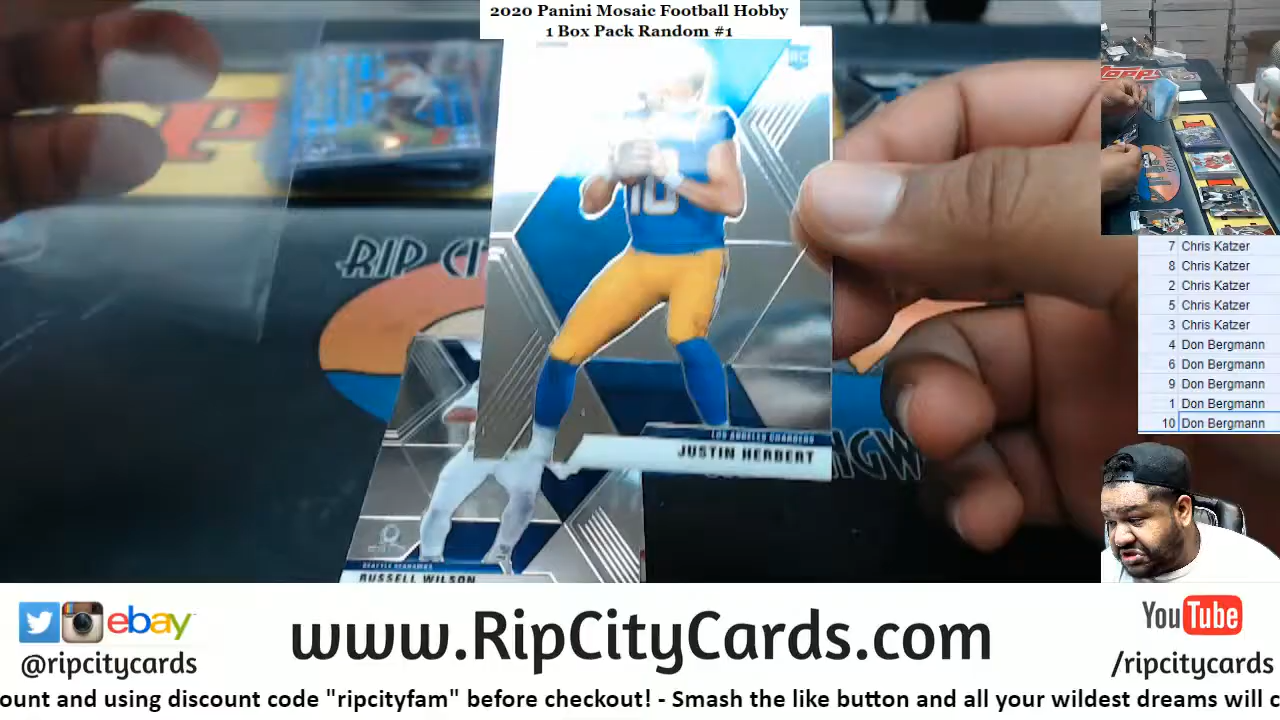 2020 Panini Mosaic Football Hobby
1 Box Pack Random #1
RC
TOPP
RIP CI
10
LOS ANGELES CHARGERS
JUSTIN HERBERT
INGW
SEATTLE SEAHAWKS
RUSSELL WILSON
7 Chris Katzer
8 Chris Katzer
2 Chris Katzer
5 Chris Katzer
3 Chris Katzer
4 Don Bergmann
6 Don Bergmann
9 Don Bergmann
1 Don Bergmann
10 Don Bergmann
ebay
@ripcitycards
www.RipCityCards.com
YouTube
/ripcitycards
ount and using discount code "ripcityfam" before checkout! - Smash the like button and all your wildest dreams will c